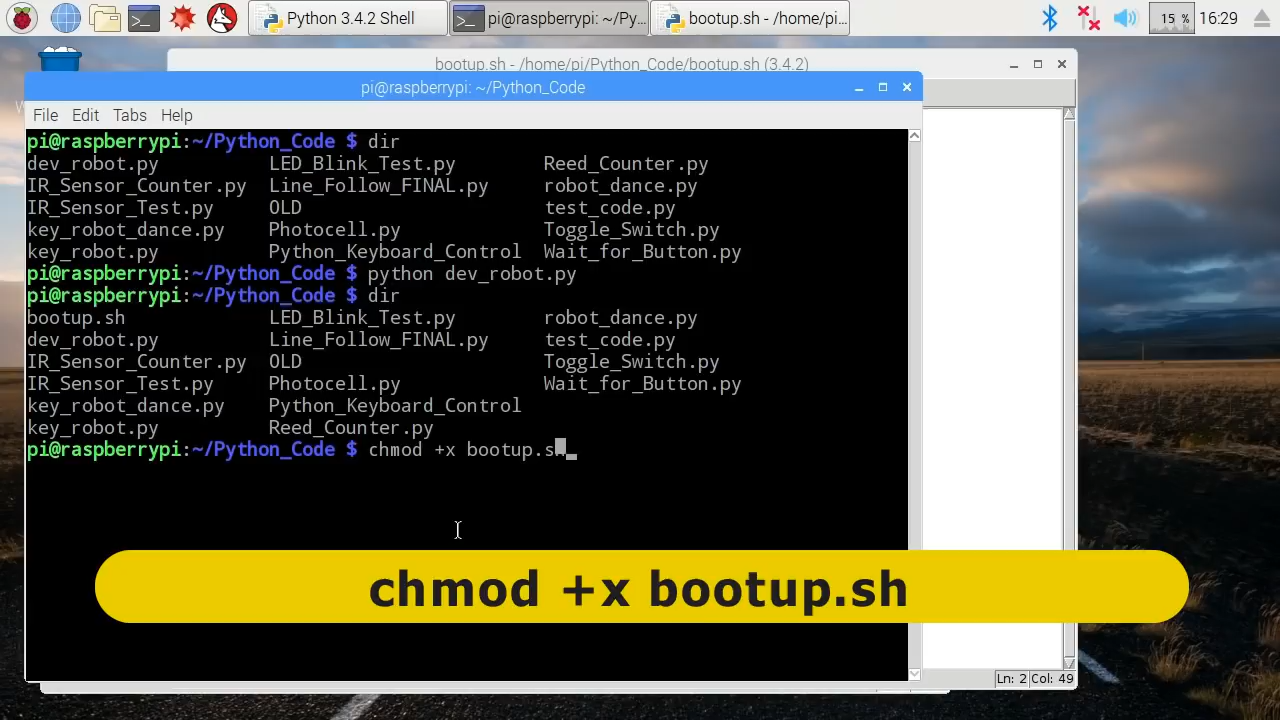 Python 3.4.2 Shell
pi@raspberrypi: ~/Py...
bootup.sh - /home/pi...
15 %
16:29
bootup.sh - /home/pi/Python_Code/bootup.sh (3.4.2)
pi@raspberrypi: ~/Python_Code
File Edit Tabs Help
pi@raspberrypi:~/Python_Code $ dir
dev_robot.py LED_Blink_Test.py Reed_Counter.py
IR_Sensor_Counter.py Line_Follow_FINAL.py robot_dance.py
IR_Sensor_Test.py OLD test_code.py
key_robot_dance.py Photocell.py Toggle_Switch.py
key_robot.py Python_Keyboard_Control Wait_for_Button.py
pi@raspberrypi:~/Python_Code $ python dev_robot.py
pi@raspberrypi:~/Python_Code $ dir
bootup.sh LED_Blink_Test.py robot_dance.py
dev_robot.py Line_Follow_FINAL.py test_code.py
IR_Sensor_Counter.py OLD Toggle_Switch.py
IR_Sensor_Test.py Photocell.py Wait_for_Button.py
key_robot_dance.py Python_Keyboard_Control
key_robot.py Reed_Counter.py
pi@raspberrypi:~/Python_Code $ chmod +x bootup.sh
chmod +x bootup.sh
Ln: 2 Col: 49